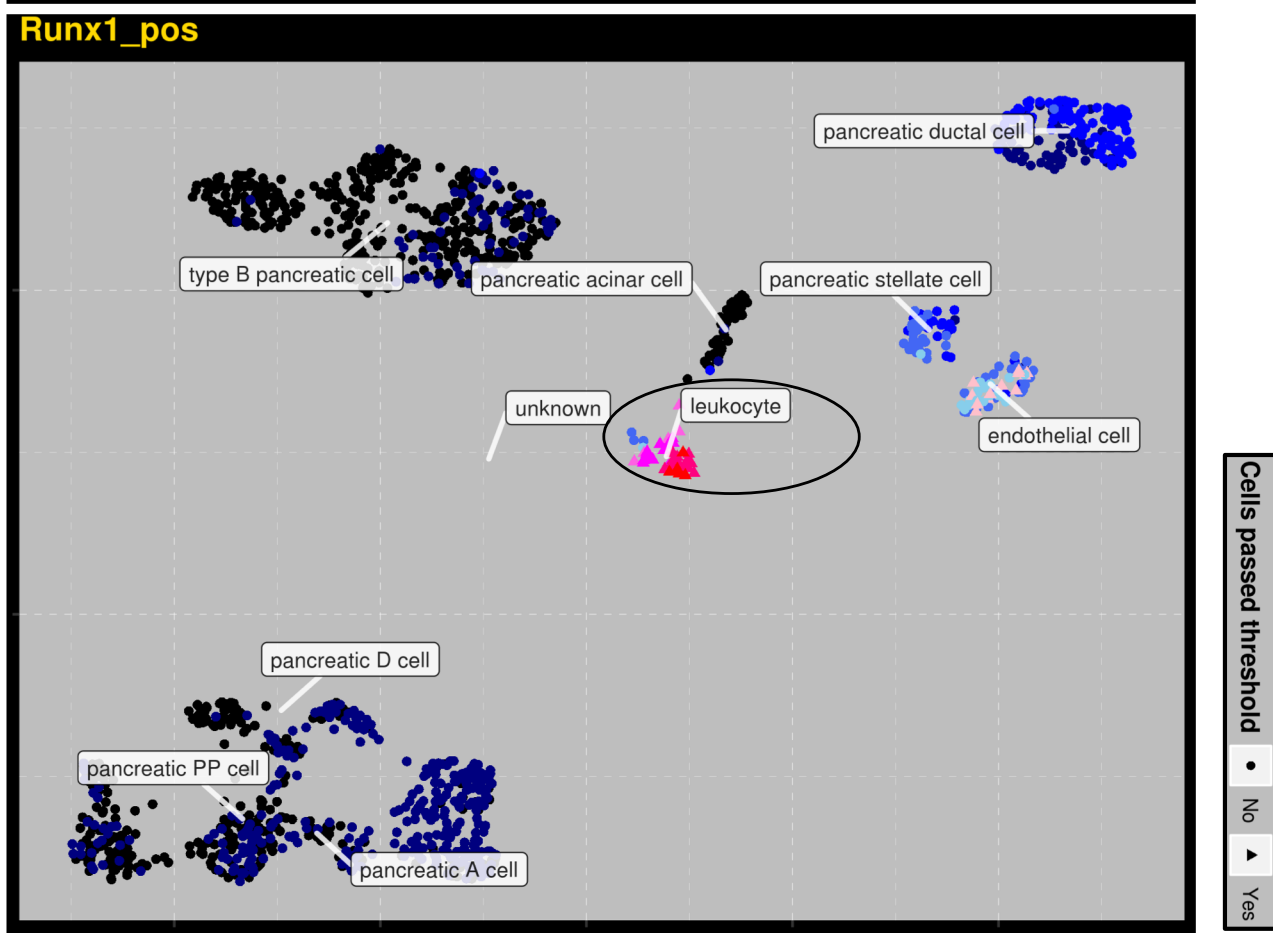 Runx1_pos
pancreatic ductal cell
type B pancreatic cell
pancreatic acinar cell
pancreatic stellate cell
unknown
leukocyte
endothelial cell
pancreatic D cell
pancreatic PP cell
pancreatic A cell
Cells passed threshold
No
Yes